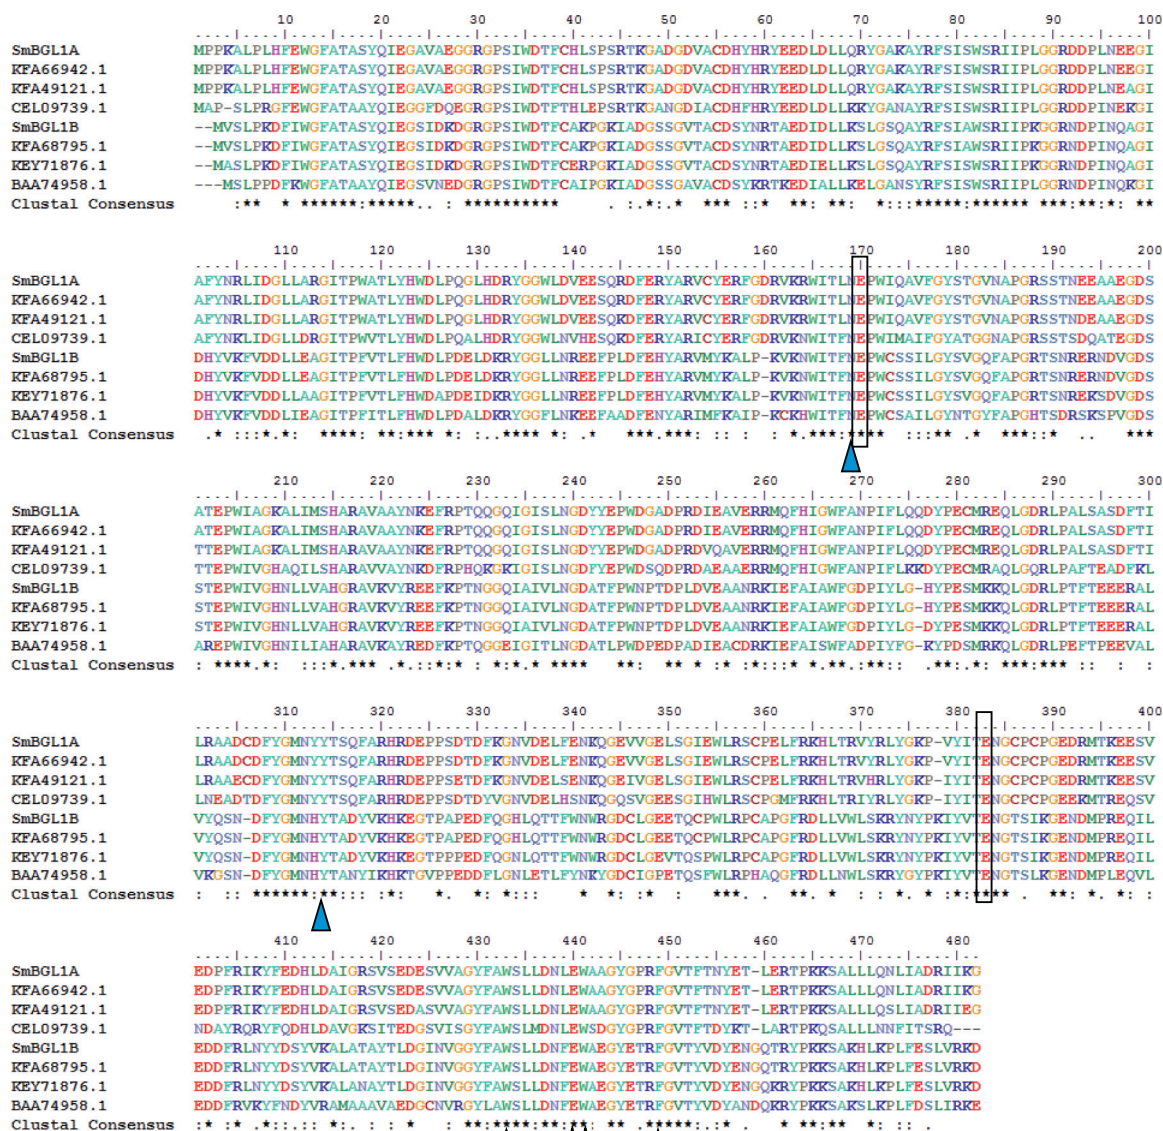 10 20 30 40 50 60 70 80 90 100
SmBGL1A MPPKALPLHFEWGFATASYQIEGAVAEGGRGPSIWDTFCHLSPSRTKGADGDVACDHYHRYEEDLDLLQRYGAKAYRFSISWSRIIPLGGRDDPLNEEGI
KFA66942.1 MPPKALPLHFEWGFATASYQIEGAVAEGGRGPSIWDTFCHLSPSRTKGADGDVACDHYHRYEEDLDLLQRYGAKAYRFSISWSRIIPLGGRDDPLNEEGI
KFA49121.1 MPPKALPLHFEWGFATASYQIEGAVAEGGRGPSIWDTFCHLSPSRTKGADGDVACDHYHRYEEDLDLLQRYGAKAYRFSISWSRIIPLGGRDDPLNEAGI
CEL09739.1 MAP-SLPRGFEWGFATAAYQIEGGFDQEGRGPSIWDTFTHLEPSRTKGANGDIACDHFHRYEEDLDLLKKYGANAYRFSISWSRIIPLGGRDDPINEKGI
SmBGL1B --MVSLPKDFIWGFATASYQIEGSIDKDGRGPSIWDTFCAKPGKIADGSSGVTACDSYNRTAEDIDLLKSLGSQAYRFSIAWSRIIPKGGRNDPINQAGI
KFA68795.1 --MVSLPKDFIWGFATASYQIEGSIDKDGRGPSIWDTFCAKPGKIADGSSGVTACDSYNRTAEDIDLLKSLGSQAYRFSIAWSRIIPKGGRNDPINQAGI
KEY71876.1 --MASLPKDFIWGFATASYQIEGSIDKDGRGPSIWDTFCERPGKIADGSSGVTACDSYNRTAEDIELLKSLGSQAYRFSIAWSRIIPLGGRNDPINQAGI
BAA74958.1 ---MSLPPDFKWGFATAAYQIEGSVNEDGRGPSIWDTFCAIPGKIADGSSGAVACDSYKRTKEDIALLKELGANSYRFSISWSRIIPLGGRNDPINQKGI
Clustal Consensus
110 120 130 140 150 160 170 180 190 200
SmBGL1A AFYNRLIDGLLARGITPWATLYHWDLPQGLHDRYGGWLDVEESQRDFERYARVCYERFGDRVKRWITLNEPWIQAVFGYSTGVNAPGRSSTNEEAAEGDS
KFA66942.1 AFYNRLIDGLLARGITPWATLYHWDLPQGLHDRYGGWLDVEESQRDFERYARVCYERFGDRVKRWITLNEPWIQAVFGYSTGVNAPGRSSTNEEAAEGDS
KFA49121.1 AFYNRLIDGLLARGITPWATLYHWDLPQGLHDRYGGWLDVEESQKDFERYARVCYERFGDRVKRWITLNEPWIQAVFGYSTGVNAPGRSSTNDEAAEGDS
CEL09739.1 AFYNKLIDGLLDRGITPWATLYHWDLPQALHDRYGGWLNVHESQKDFERYARICYERFGDRVKRWITLNEPWIMAIFGYATGGNAPGRSSTSDQATEGDS
SmBGL1B DHYVKFVDDLLEAGITPFVTLFHWDLPDELDKRYGGLLNREEFPLDFEHYARVMYKALP-KVKNWITFNEPWCSSILGYSVGQFAPGRTSNRERNDVGDS
KFA68795.1 DHYVKFVDDLLEAGITPFVTLFHWDLPDELDKRYGGLLNREEFPLDFEHYARVMYKALP-KVKNWITFNEPWCSSILGYSVGQFAPGRTSNRERNDVGDS
KEY71876.1 DHYVKFVDDLLAAGITPFVTLFHWDAPDEIDKRYGGLLNREEFPLDFEHYARVMYKALP-KVKNWITFNEPWCSSILGYSVGQFAPGRTSNREKSDVGDS
BAA74958.1 DHYVKFVDDLIEAGITPFITLFHWDLPDALDKRYGGFLNKEEFAADFENYARIMFKAIP-KCKHWITFNEPWCSAILGYNTGYFAPGHTSDRSKSPVGDS
Clustal Consensus
210 220 230 240 250 260 270 280 290 300
SmBGL1A ATEPWIAGKALIMSHARAVAAYNKEFRPTQQGQIGISLNGDYYEPWDGADPRDIEAVERRMQFHIGWFANPIFLQQDYPECMREQLGDRLPALSASDFTI
KFA66942.1 ATEPWIAGKALIMSHARAVAAYNKEFRPTQQGQIGISLNGDYYEPWDGADPRDIEAVERRMQFHIGWFANPIFLQQDYPECMREQLGDRLPALSASDFTI
KFA49121.1 TTEPWIAGKALIMSHARAVAAYNKEFRPTQQGQIGISLNGDYYEPWDGADPRDVQAVERRMQFHIGWFANPIFLQQDYPECMREQLGDRLPALSASDFTI
CEL09739.1 TTEPWIVGHAQILSHARAVVAYNKDFRPHQKGKIGISLNGDYYEPWDSQDPRDAEAAERRMQFHIGWFANPIFLKKDYPECMRAQLGDRLPAFTEADFKL
SmBGL1B STEPWIVGHNLLVAHGRAVKVYREEFKPTNGGQIAIVLNGDATFPWNPTDPLDVEAANRKIEFAIAWFGDPIYLG-HYPESMKKQLGDRLPTFTEEERAL
KFA68795.1 STEPWIVGHNLLVAHGRAVKVYREEFKPTNGGQIAIVLNGDATFPWNPTDPLDVEAANRKIEFAIAWFGDPIYLG-HYPESMKKQLGDRLPTFTEEERAL
KEY71876.1 STEPWIVGHNLLVAHGRAVKVYREEFKPTNGGQIAIVLNGDATFPWNPTDPLDVEAANRKIEFAIAWFGDPIYLG-DYPESMKKQLGDRLPTFTEEERAL
BAA74958.1 AREPWIVGHNILIAHARAVKAYREDFKPTQGGEIGITLNGDATLPWDPEDPADIEACDRKIEFAISWFADPIYFG-KYPDSMRKQLGDRLPEFTPEEVAL
Clustal Consensus
310 320 330 340 350 360 370 380 390 400
SmBGL1A LRAADCDFYGMNYYTSQFARHRDEPPSDTDFKGNVDELFENKQGEVVGELSGIEWLRSCPELFRKHLTRVYRLYGKP-VYITENGCPCPGEDRMTKEESV
KFA66942.1 LRAADCDFYGMNYYTSQFARHRDEPPSDTDFKGNVDELFENKQGEVVGELSGIEWLRSCPELFRKHLTRVYRLYGKP-VYITENGCPCPGEDRMTKEESV
KFA49121.1 LRAAECDFYGMNYYTSQFARHRDEPPSETDFKGNVDELSENKQGEIVGELSGIEWLRSCPELFRKHLTRVHRLYGKP-VYITENGCPCPGEDRMTKEESV
CEL09739.1 LNEADTDFYGMNYYTSQFARHRDEPPSDTDYVGNVDELHSNKQGQSVGEESGIHWLRSCPGMFRKHLTRIYRLYGKP-IYITENGCPCPGEEKMTREQSV
SmBGL1B VYQSN-DFYGMNHYTADYVKHKEGTPAPEDFQGHLQTTFWNWRGDCLGEETQCPWLRPCAPGFRDLLVWLSKRYNYPKIYVTENGTSIKGENDMPREQIL
KFA68795.1 VYQSN-DFYGMNHYTADYVKHKEGTPAPEDFQGHLQTTFWNWRGDCLGEETQCPWLRPCAPGFRDLLVWLSKRYNYPKIYVTENGTSIKGENDMPREQIL
KEY71876.1 VYQSN-DFYGMNHYTADYVKHKEGTPPPEDFQGNLQTTFWNWRGDCLGEVTQSPWLRPCAPGFRDLLVWLSKRYNYPKIYVTENGTSIKGENDMPREQIL
BAA74958.1 VKGSN-DFYGMNHYTANYIKHKTGVPPEDDFLGNLETLFYNKYGDCIGPETQSFWLRPHAQGFRDLLNWLSKRYGYPKIYVTENGTSLKGENDMPLEQVL
Clustal Consensus
410 420 430 440 450 460 470 480
SmBGL1A EDPFRIKYFEDHLDAIGRSVSEDESVVAGYFAWSLLDNLEWAAGYGPRFGVTFTNYET-LERTPKKSALLLQNLIADRIIKG
KFA66942.1 EDPFRIKYFEDHLDAIGRSVSEDESVVAGYFAWSLLDNLEWAAGYGPRFGVTFTNYET-LERTPKKSALLLQNLIADRIIKG
KFA49121.1 EDPFRIKYFEDHLDAIGRSVSEDASVVAGYFAWSLLDNLEWAAGYGPRFGVTFTNYET-LERTPKKSALLLQSLIADRIIEG
CEL09739.1 NDAYRQRYFQDHLDAVGKSITEDGSVISGYFAWSLMDNLEWSDGYGPRFGVTFTDYKT-LARTPKQSALLLNNFITSRQ---
SmBGL1B EDDFRLNYYDSYVKALATAYTLDGINVGGYFAWSLLDNFEWAEGYETRFGVTYVDYENGQTRYPKKSAKHLKPLFESLVRKD
KFA68795.1 EDDFRLNYYDSYVKALATAYTLDGINVGGYFAWSLLDNFEWAEGYETRFGVTYVDYENGQTRYPKKSAKHLKPLFESLVRKD
KEY71876.1 EDDFRLNYYDSYVKALANAYTLDGINVGGYFAWSLLDNFEWAEGYETRFGVTYVDYENGQKRYPKKSAKHLKPLFESLVRKD
BAA74958.1 EDDFRVKYFNDYVRAMAAAVAEDGCNVRGYLAWSLLDNFEWAEGYETRFGVTYVDYANDQKRYPKKSAKSLKPLFDSLIRKE
Clustal Consensus